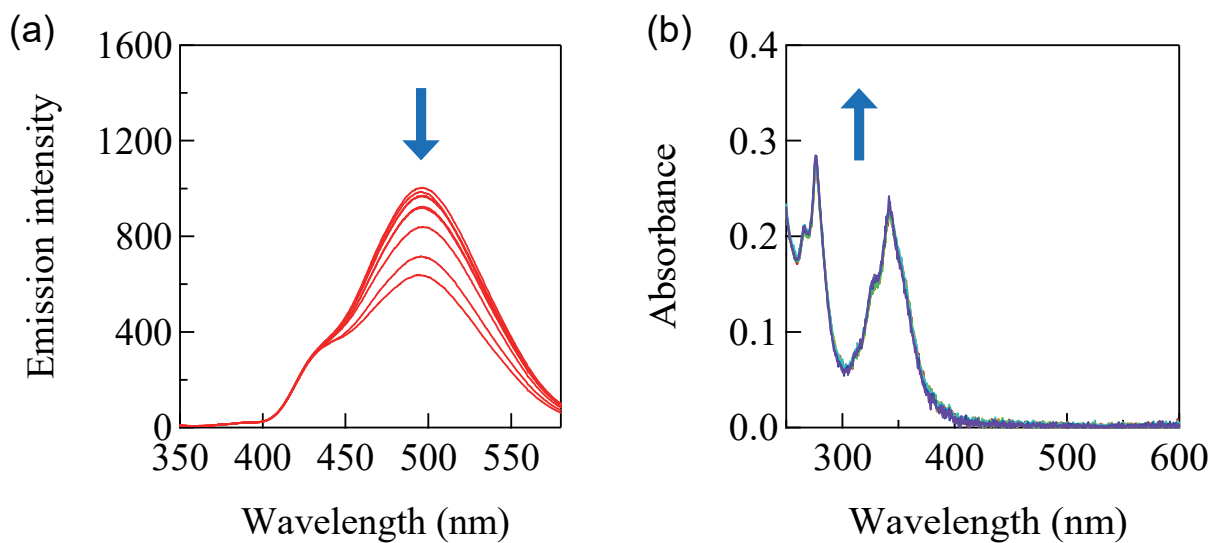 (a)
1600
1200
800
400
0
350 400 450 500 550
Emission intensity
Wavelength (nm)
(b)
0.4
0.3
0.2
0.1
0.0
300 400 500 600
Absorbance
Wavelength (nm)